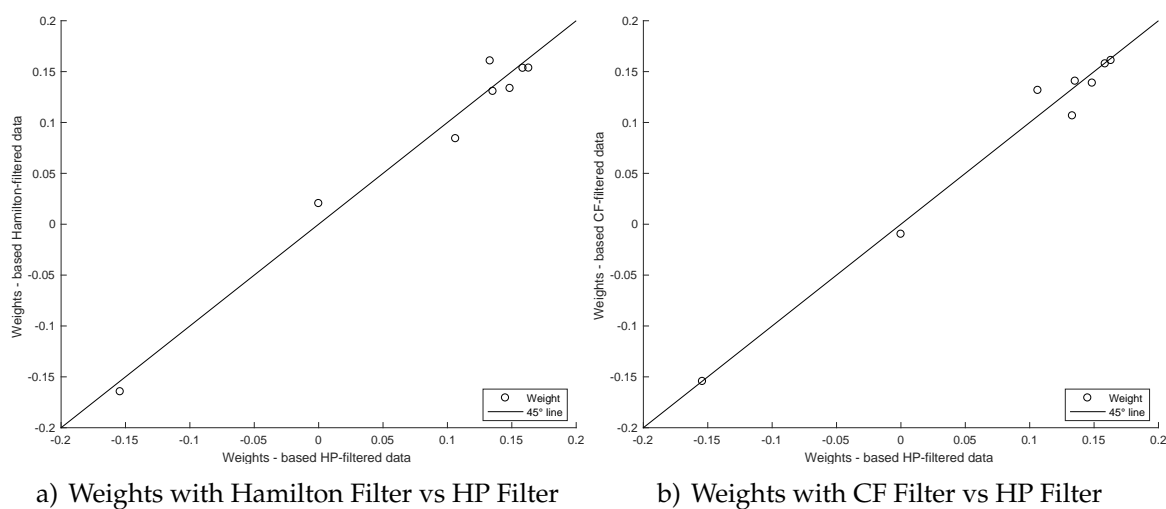 0.2
0.15
0.1
0.05
0
-0.05
-0.1
-0.15
-0.2
Weights - based Hamilton-filtered data
-0.2 -0.15 -0.1 -0.05 0 0.05 0.1 0.15 0.2
Weights - based HP-filtered data
Weight
45° line
a) Weights with Hamilton Filter vs HP Filter
0.2
0.15
0.1
0.05
0
-0.05
-0.1
-0.15
-0.2
Weights - based CF-filtered data
-0.2 -0.15 -0.1 -0.05 0 0.05 0.1 0.15 0.2
Weights - based HP-filtered data
Weight
45° line
b) Weights with CF Filter vs HP Filter